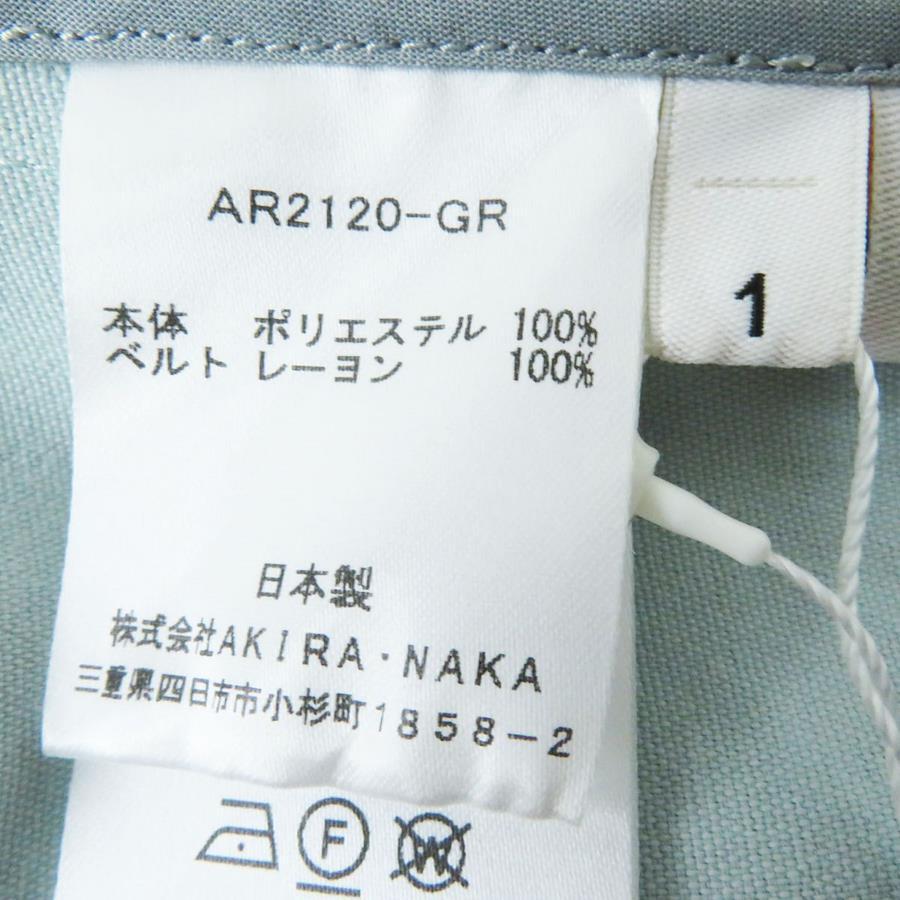 AR2120-GR
1
本体 ポリエステル 100%
ベルト レーヨン 100%
日本製
株式会社AKIRA・NAKA
三重県四日市市小杉町1858-2
F
W